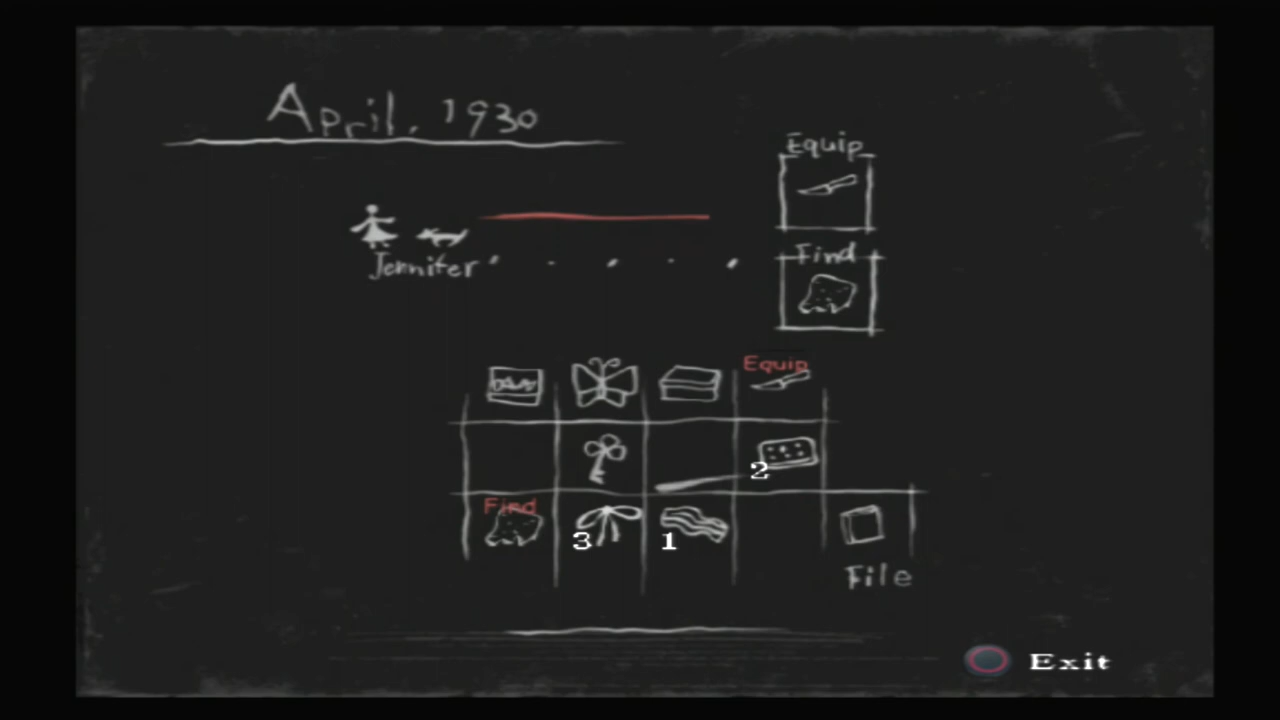 April, 1930
Equip
Jennifer
Find
Equip
2
Find
3
1
File
Exit